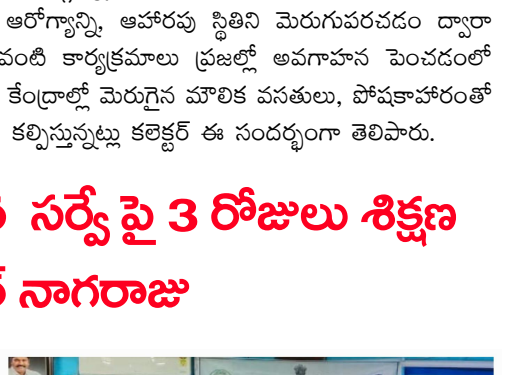 ఆరోగ్యాన్ని, ఆహారపు స్థితిని మెరుగుపరచడం ద్వారా
వంటి కార్యక్రమాలు ప్రజల్లో అవగాహన పెంచడంలో
కేంద్రాల్లో మెరుగైన మౌలిక వసతులు, పోషకాహారంతో
కల్పిస్తున్నట్లు కలెక్టర్ ఈ సందర్భంగా తెలిపారు.
సర్వే పై 3 రోజులు శిక్షణ
నాగరాజు